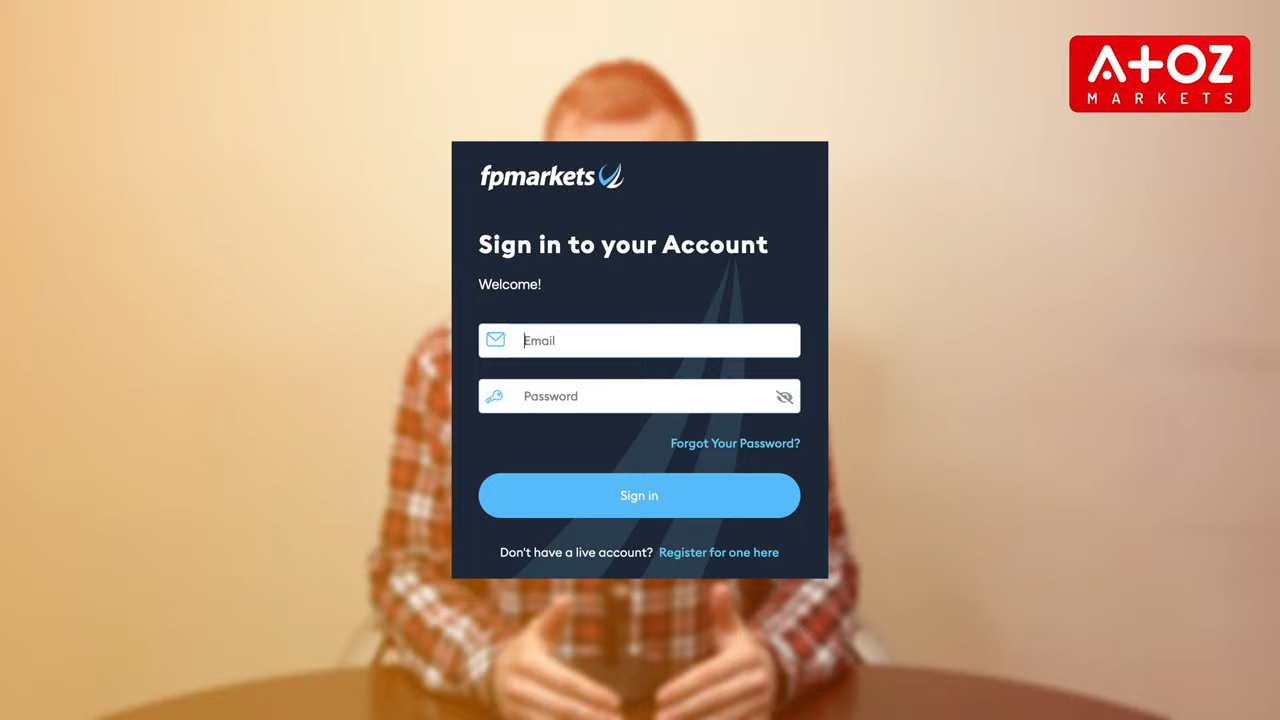 A+OZ
MARKETS
fpmarkets
Sign in to your Account
Welcome!
Email
Password
Forgot Your Password?
Sign in
Don't have a live account? Register for one here